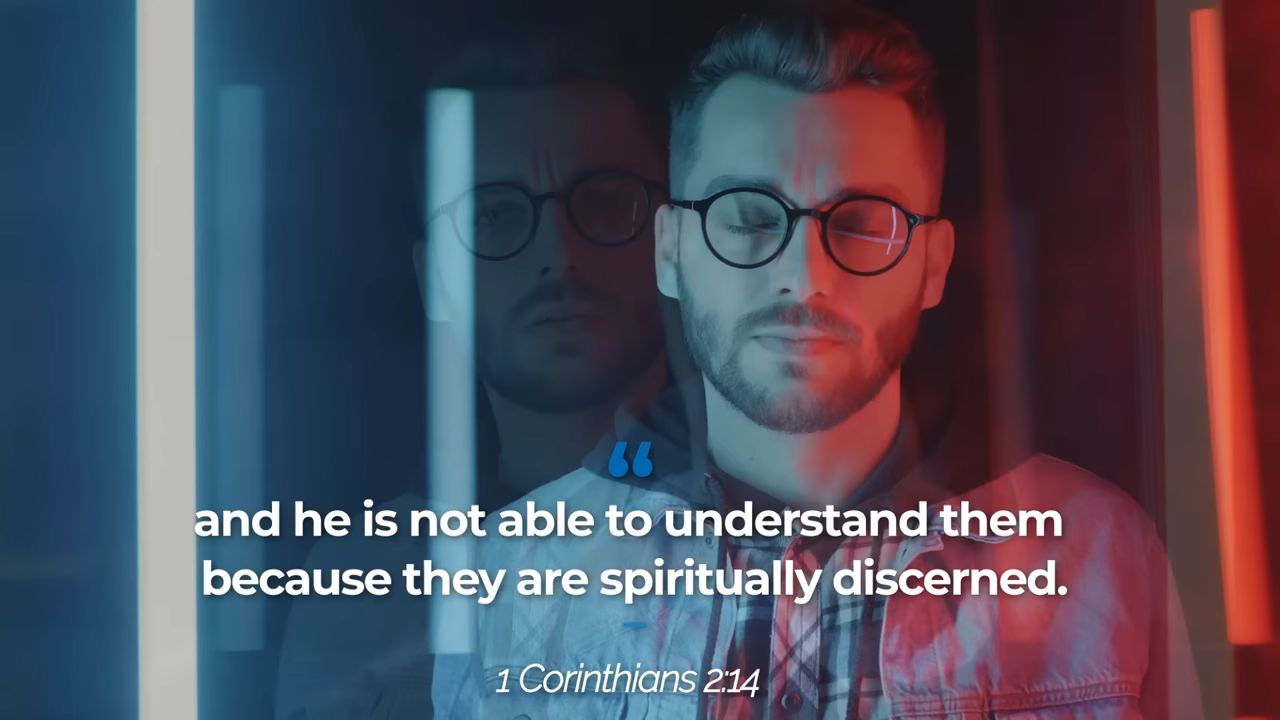 “
and he is not able to understand them
because they are spiritually discerned.
1 Corinthians 2:14